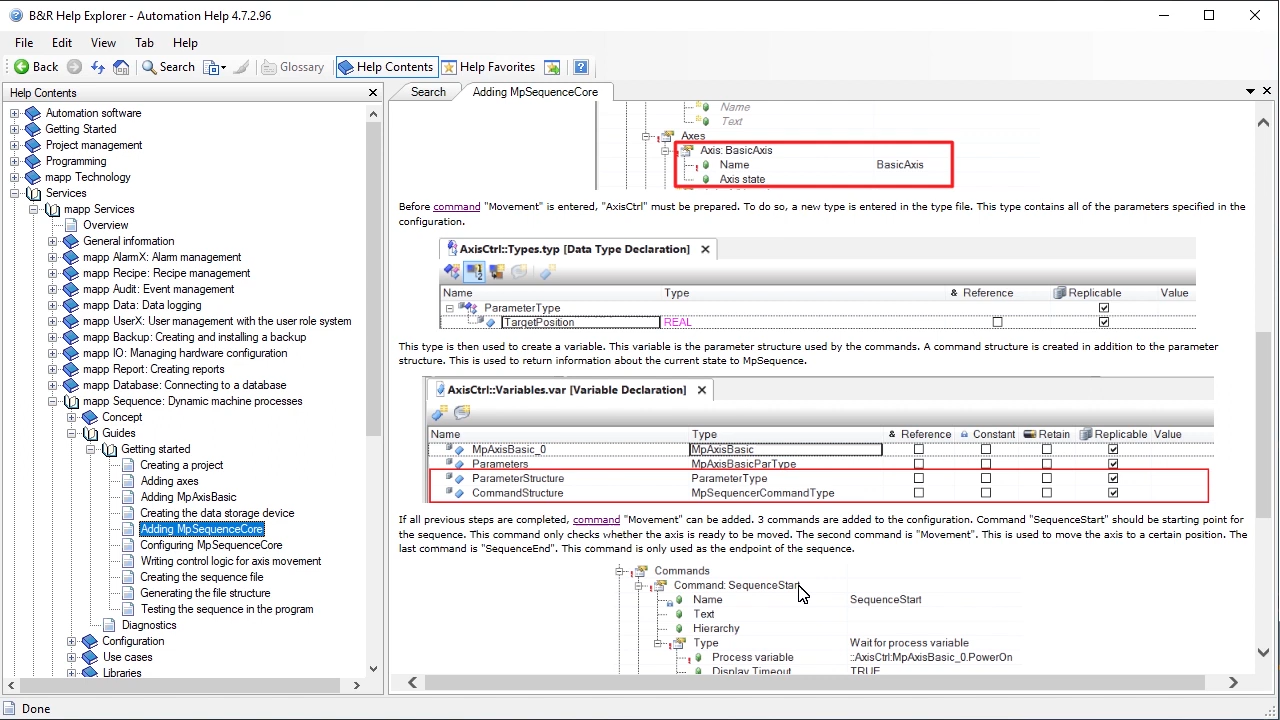 B&R Help Explorer - Automation Help 4.7.2.96
File Edit View Tab Help
Back Search Glossary Help Contents Help Favorites
Help Contents
Automation software
Getting Started
Project management
Programming
mapp Technology
Services
mapp Services
Overview
General information
mapp AlarmX: Alarm management
mapp Recipe: Recipe management
mapp Audit: Event management
mapp Data: Data logging
mapp UserX: User management with the user role system
mapp Backup: Creating and installing a backup
mapp IO: Managing hardware configuration
mapp Report: Creating reports
mapp Database: Connecting to a database
mapp Sequence: Dynamic machine processes
Concept
Guides
Getting started
Creating a project
Adding axes
Adding MpAxisBasic
Creating the data storage device
Adding MpSequenceCore
Configuring MpSequenceCore
Writing control logic for axis movement
Creating the sequence file
Generating the file structure
Testing the sequence in the program
Diagnostics
Configuration
Use cases
Libraries
Search Adding MpSequenceCore
Name
Text
Axes
Axis: BasicAxis
Name BasicAxis
Axis state
Before command "Movement" is entered, "AxisCtrl" must be prepared. To do so, a new type is entered in the type file. This type contains all of the parameters specified in the
configuration.
AxisCtrl::Types.typ [Data Type Declaration]
Name Type & Reference Replicable Value
ParameterType
TargetPosition REAL
This type is then used to create a variable. This variable is the parameter structure used by the commands. A command structure is created in addition to the parameter
structure. This is used to return information about the current state to MpSequence.
AxisCtrl::Variables.var [Variable Declaration]
Name Type & Reference Constant Retain Replicable Value
MpAxisBasic_0 MpAxisBasic
Parameters MpAxisBasicParType
ParameterStructure ParameterType
CommandStructure MpSequencerCommandType
If all previous steps are completed, command "Movement" can be added. 3 commands are added to the configuration. Command "SequenceStart" should be starting point for
the sequence. This command only checks whether the axis is ready to be moved. The second command is "Movement". This is used to move the axis to a certain position. The
last command is "SequenceEnd". This command is only used as the endpoint of the sequence.
Commands
Command: SequenceStart
Name SequenceStart
Text
Hierarchy
Type Wait for process variable
Process variable ::AxisCtrl:MpAxisBasic_0.PowerOn
Display Timeout TRUE
Done